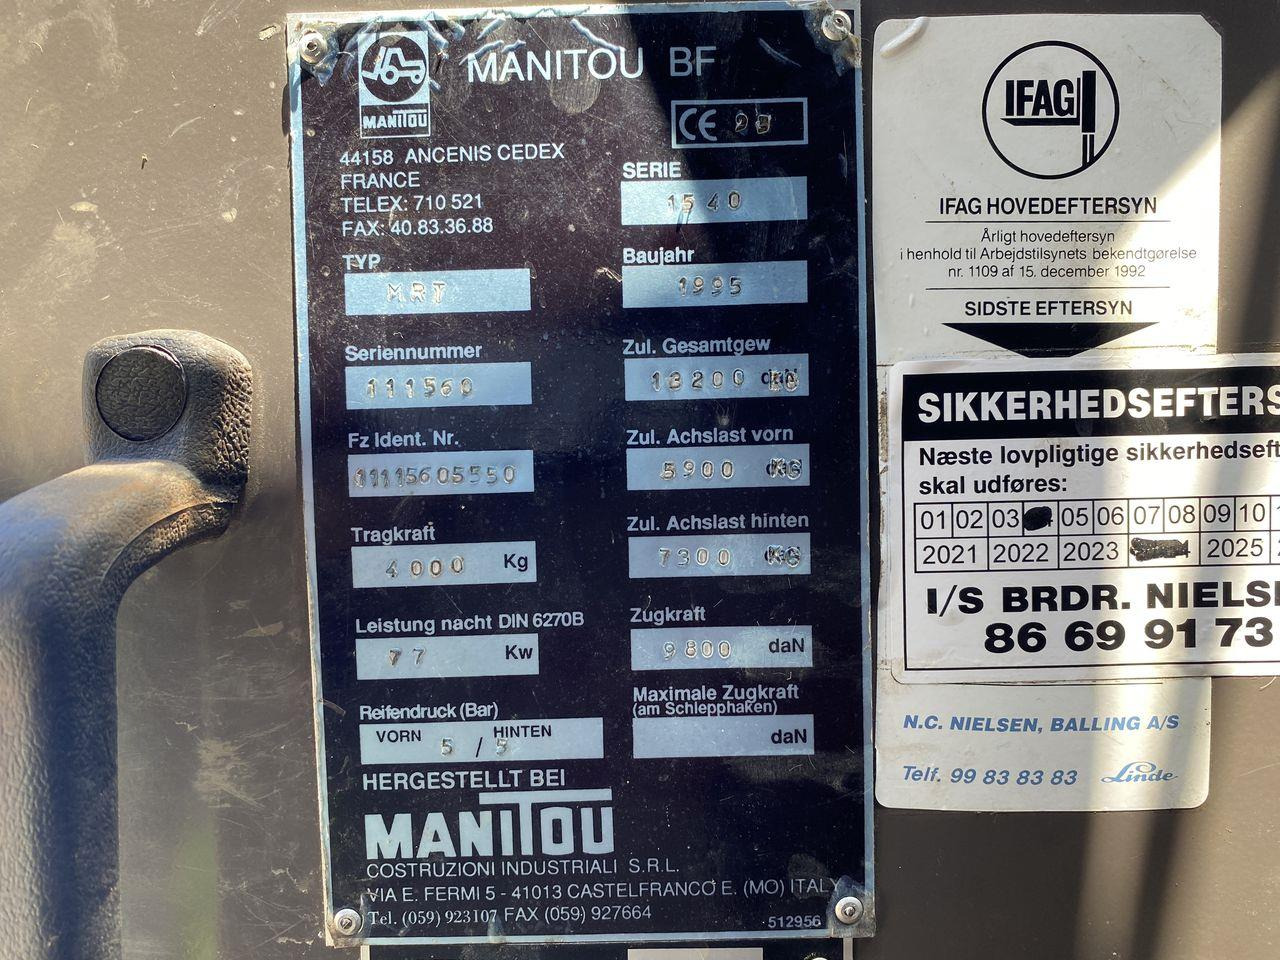 MANITOU
MANITOU BF
CE 95
44158 ANCENIS CEDEX
FRANCE
TELEX: 710 521
FAX: 40.83.36.88
TYP
MRT
Seriennummer
111560
Fz Ident. Nr.
11115605550
Tragkraft
4000 Kg
Leistung nacht DIN 6270B
77 Kw
Reifendruck (Bar)
VORN 5 / HINTEN 5
SERIE
1540
Baujahr
1995
Zul. Gesamtgew
13200 KG
Zul. Achslast vorn
5900 KG
Zul. Achslast hinten
7300 KG
Zugkraft
9800 daN
Maximale Zugkraft
(am Schlepphaken)
daN
HERGESTELLT BEI
MANITOU
COSTRUZIONI INDUSTRIALI S.R.L.
VIA E. FERMI 5 - 41013 CASTELFRANCO E. (MO) ITALY
Tel. (059) 923107 FAX (059) 927664
512956
IFAG
IFAG HOVEDEFTERSYN
Årligt hovedeftersyn
i henhold til Arbejdstilsynets bekendtgørelse
nr. 1109 af 15. december 1992
SIDSTE EFTERSYN
SIKKERHEDSEFTERS
Næste lovpligtige sikkerhedseft
skal udføres:
01 02 03 05 06 07 08 09 10
2021 2022 2023 2025
I/S BRDR. NIELSE
86 69 91 73
N.C. NIELSEN, BALLING A/S
Telf. 99 83 83 83 Linde